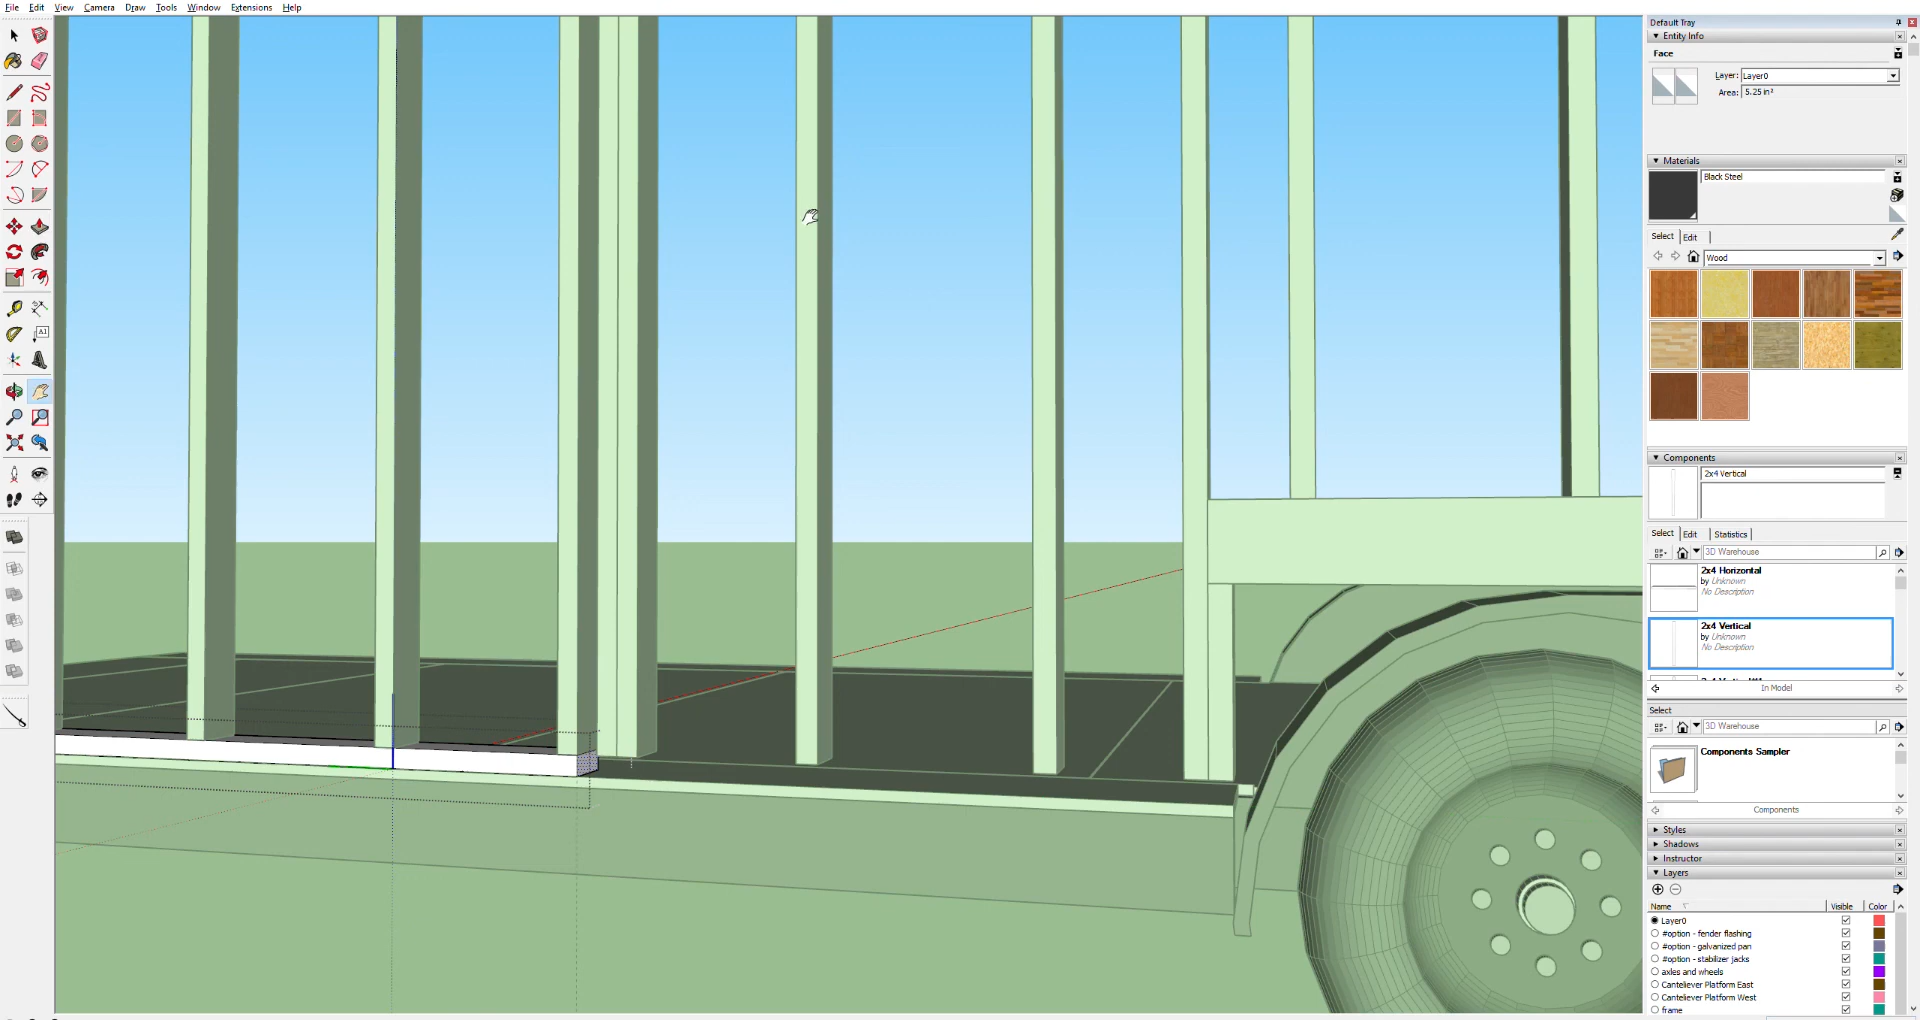 File Edit View Camera Draw Tools Window Extensions Help
Default Tray
Entity Info
Face
Layer: Layer0
Area: 5.25 in²
Materials
Black Steel
Select Edit
Wood
Components
2x4 Vertical
Select Edit Statistics
3D Warehouse
2x4 Horizontal
by Unknown
No Description
2x4 Vertical
by Unknown
No Description
In Model
Select
3D Warehouse
Components Sampler
Components
Styles
Shadows
Instructor
Layers
Name Visible Color
Layer0
#option - fender flashing
#option - galvanized pan
#option - stabilizer jacks
axles and wheels
Canteliever Platform East
Canteliever Platform West
frame
A1